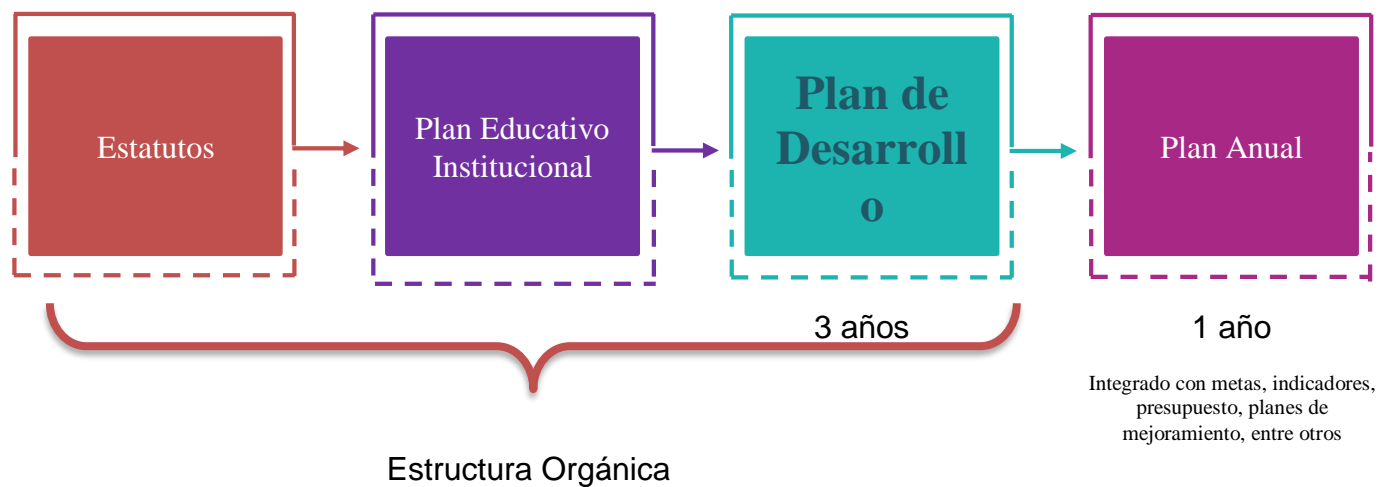 Estatutos
Plan Educativo
Institucional
Plan de
Desarroll
o
Plan Anual
3 años
1 año
Integrado con metas, indicadores,
presupuesto, planes de
mejoramiento, entre otros
Estructura Orgánica